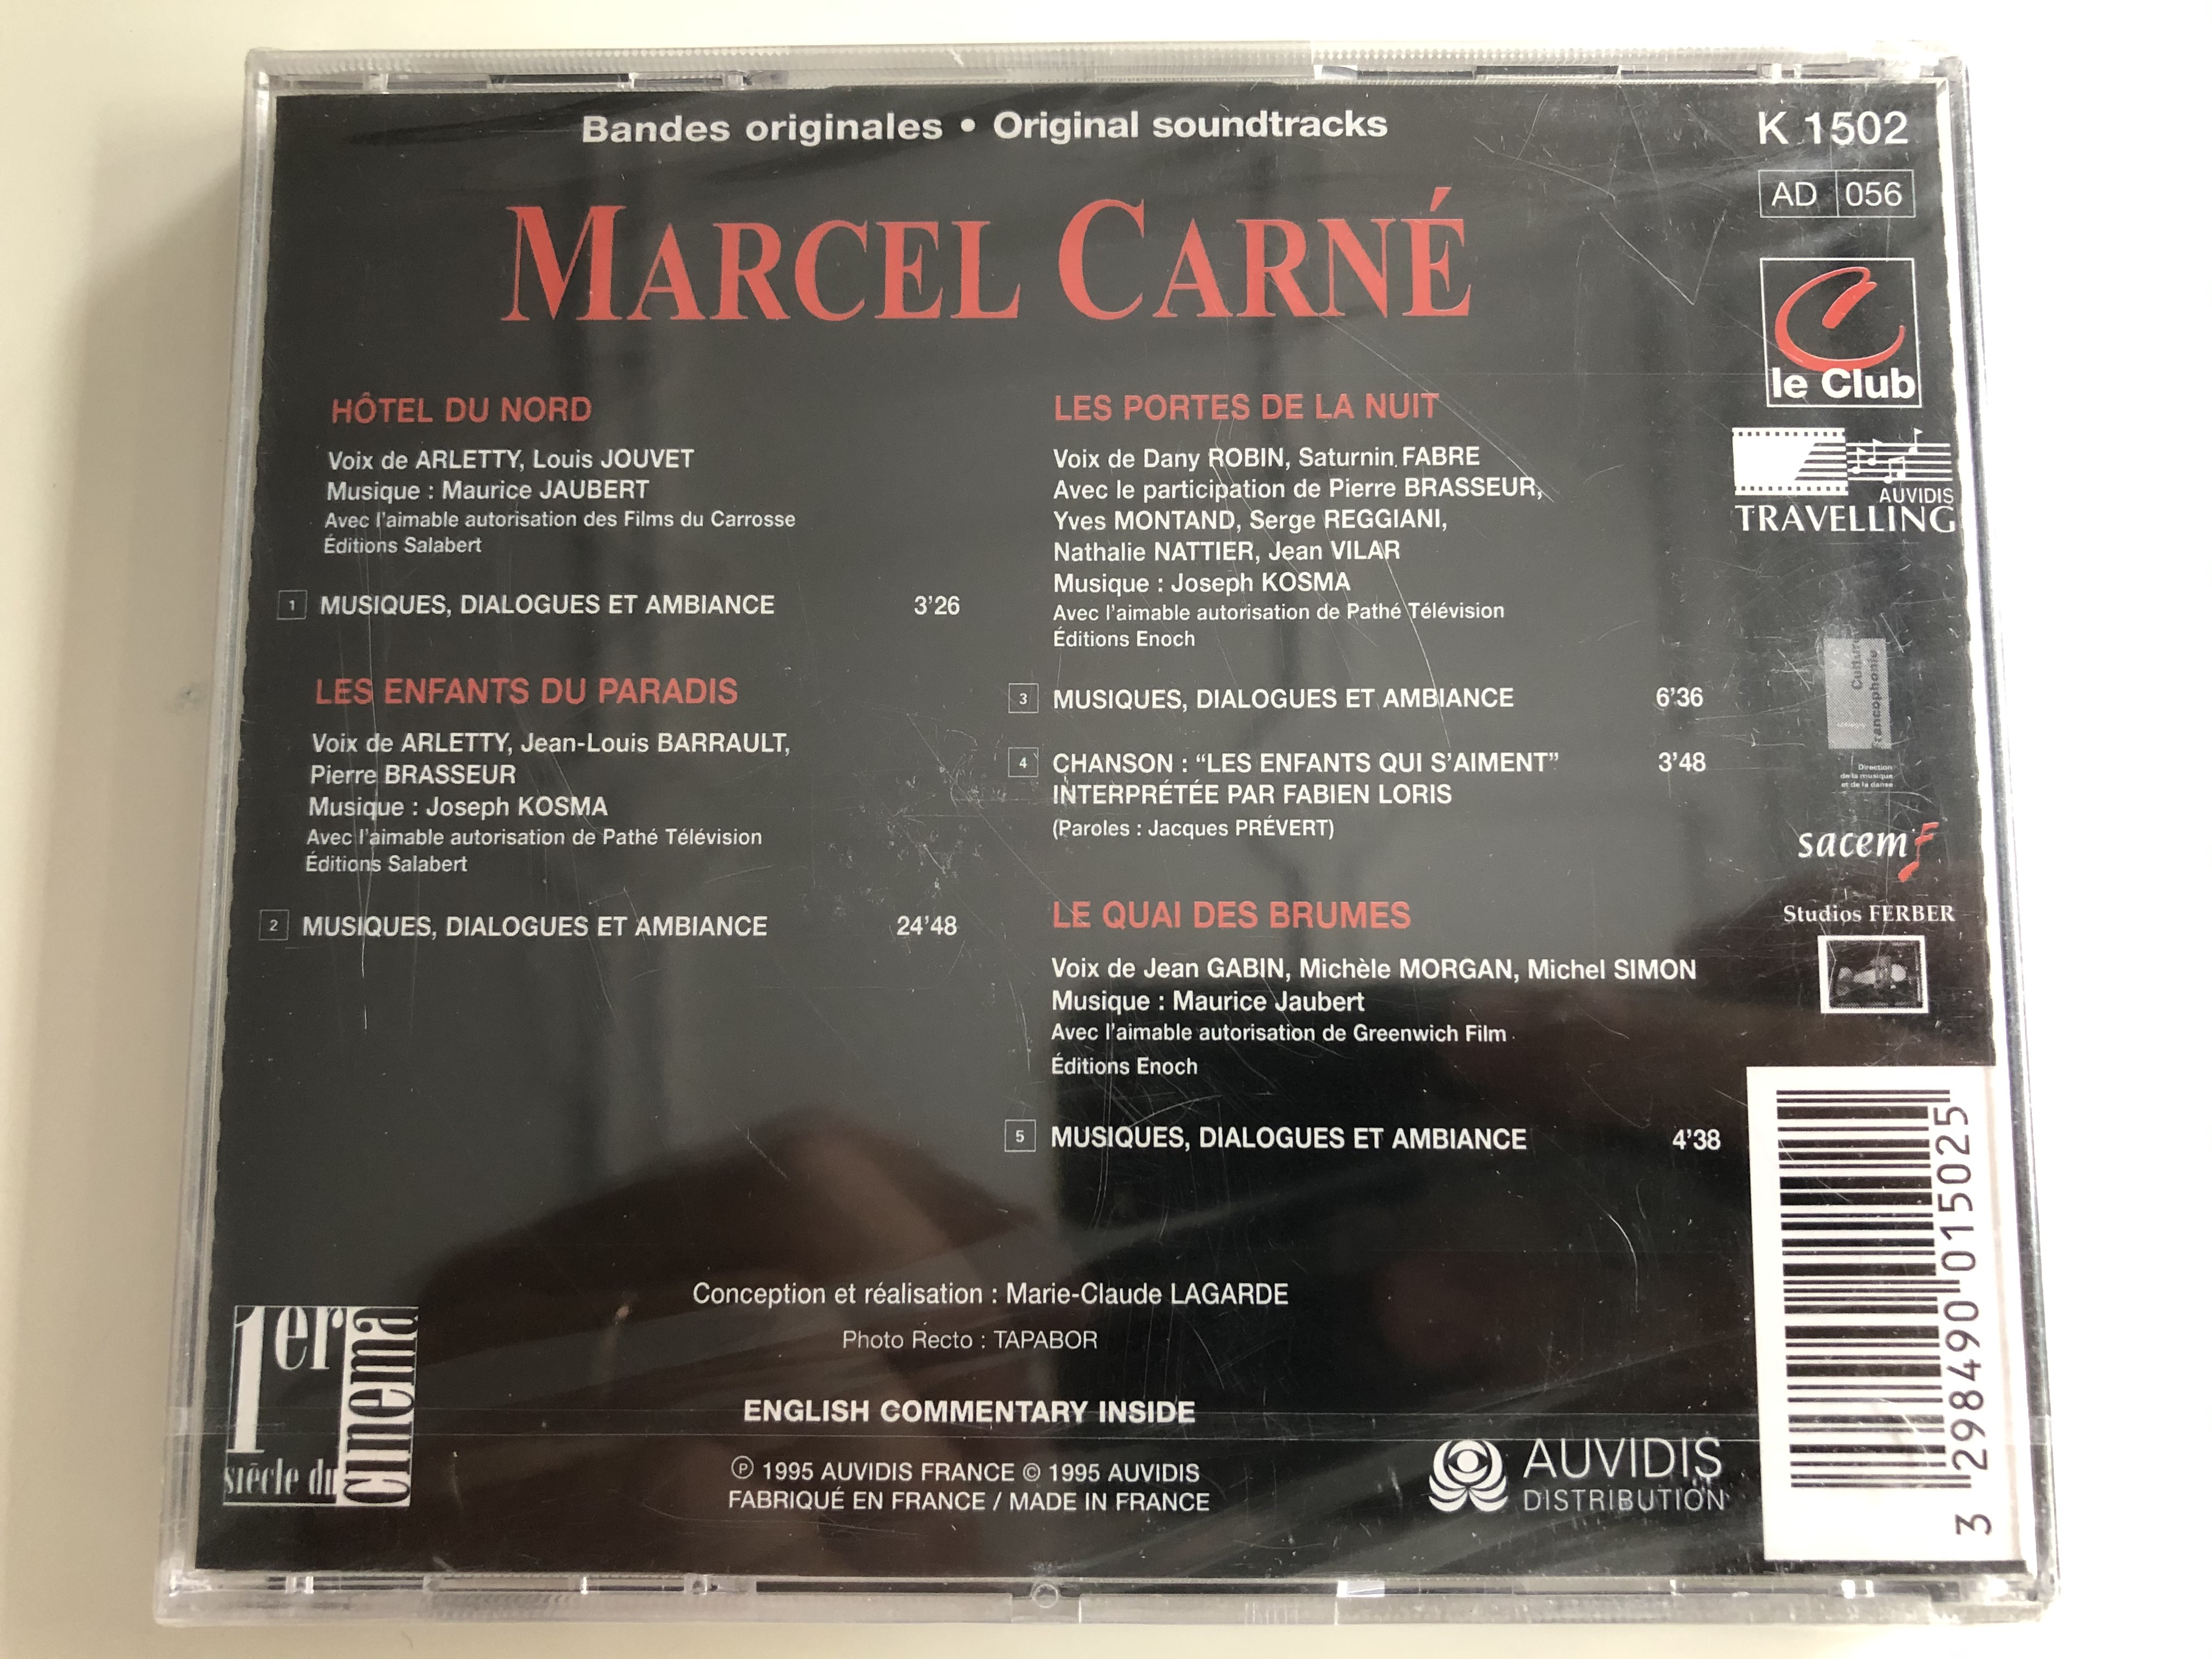 Bandes originales • Original soundtracks
MARCEL CARNÉ
HÔTEL DU NORD
Voix de ARLETTY, Louis JOUVET
Musique : Maurice JAUBERT
Avec l'aimable autorisation des Films du Carrosse
Éditions Salabert
1 MUSIQUES, DIALOGUES ET AMBIANCE 3'26
LES ENFANTS DU PARADIS
Voix de ARLETTY, Jean-Louis BARRAULT,
Pierre BRASSEUR
Musique : Joseph KOSMA
Avec l'aimable autorisation de Pathé Télévision
Éditions Salabert
2 MUSIQUES, DIALOGUES ET AMBIANCE 24'48
LES PORTES DE LA NUIT
Voix de Dany ROBIN, Saturnin FABRE
Avec le participation de Pierre BRASSEUR,
Yves MONTAND, Serge REGGIANI,
Nathalie NATTIER, Jean VILAR
Musique : Joseph KOSMA
Avec l'aimable autorisation de Pathé Télévision
Éditions Enoch
3 MUSIQUES, DIALOGUES ET AMBIANCE 6'36
4 CHANSON : “LES ENFANTS QUI S'AIMENT” 3'48
INTERPRÉTÉE PAR FABIEN LORIS
(Paroles : Jacques PRÉVERT)
LE QUAI DES BRUMES
Voix de Jean GABIN, Michèle MORGAN, Michel SIMON
Musique : Maurice Jaubert
Avec l'aimable autorisation de Greenwich Film
Éditions Enoch
5 MUSIQUES, DIALOGUES ET AMBIANCE 4'38
K 1502
AD 056
le Club
AUVIDIS
TRAVELLING
Direction
de la musique
et de la danse
sacem
Studios FERBER
3 298490 015025
Conception et réalisation : Marie-Claude LAGARDE
Photo Recto : TAPABOR
ENGLISH COMMENTARY INSIDE
℗ 1995 AUVIDIS FRANCE © 1995 AUVIDIS
FABRIQUÉ EN FRANCE / MADE IN FRANCE
1er
siècle du
cinema
AUVIDIS
DISTRIBUTION